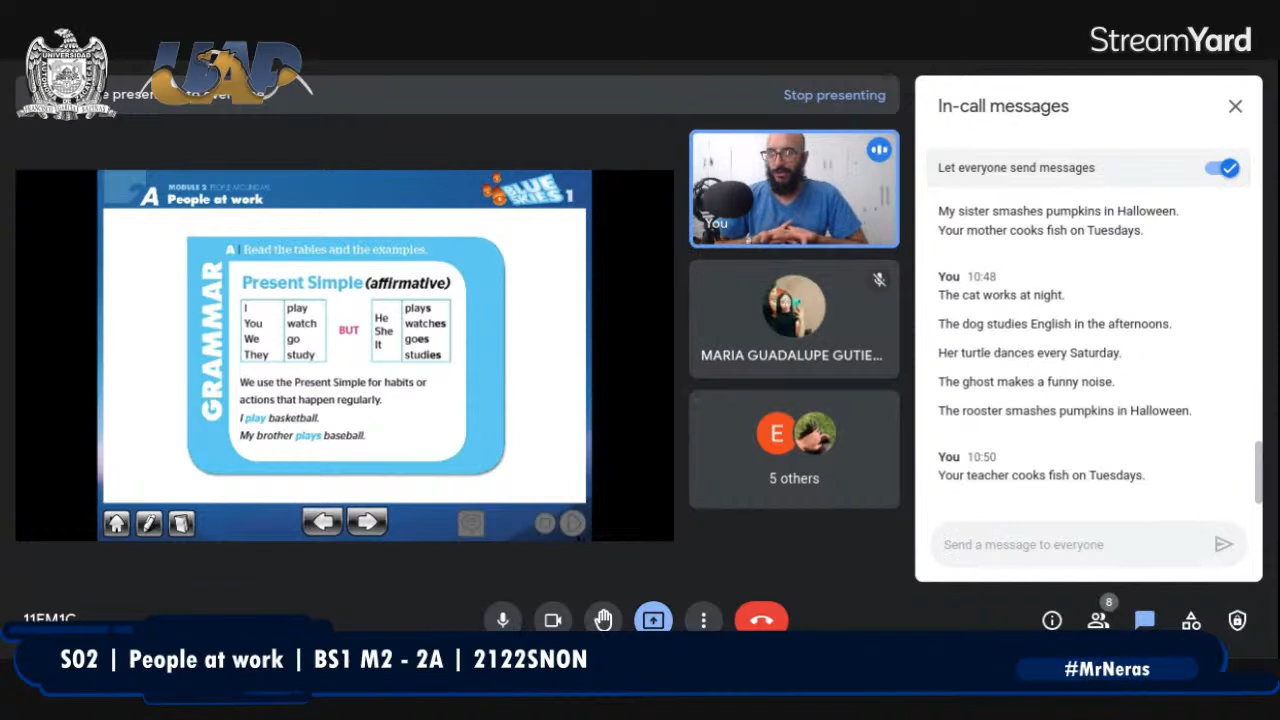 StreamYard
UNIVERSIDAD
UEAP
Stop presenting
A MODULE 2
People at work
BLUE SKIES 1
GRAMMAR
A | Read the tables and the examples.
Present Simple (affirmative)
I play
You watch
We go
They study
BUT
He
She
It
plays
watches
goes
studies
We use the Present Simple for habits or
actions that happen regularly.
I play basketball.
My brother plays baseball.
You
MARIA GUADALUPE GUTIE...
E
5 others
In-call messages
Let everyone send messages
My sister smashes pumpkins in Halloween.
Your mother cooks fish on Tuesdays.
You 10:48
The cat works at night.
The dog studies English in the afternoons.
Her turtle dances every Saturday.
The ghost makes a funny noise.
The rooster smashes pumpkins in Halloween.
You 10:50
Your teacher cooks fish on Tuesdays.
Send a message to everyone
8
11EM1C
S02 | People at work | BS1 M2 - 2A | 2122SNON
#MrNeras